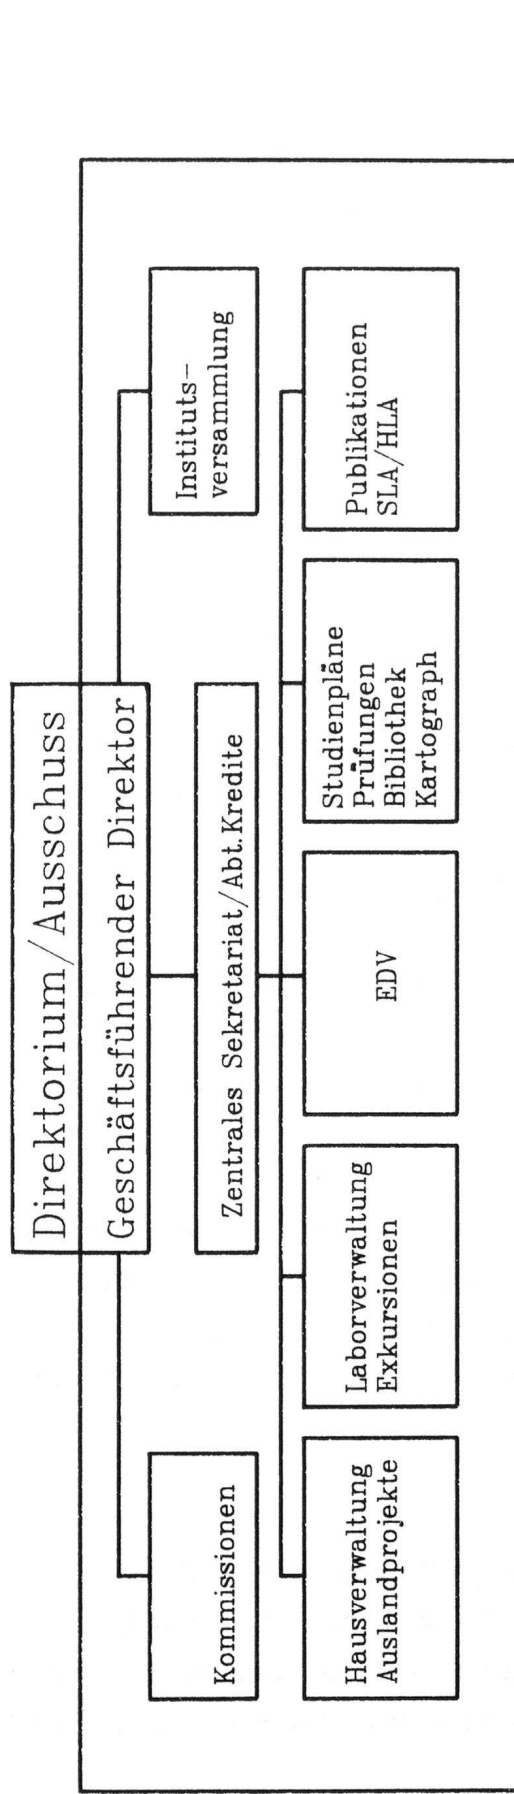 Direktorium/Ausschuss
Geschäftsführender Direktor
Kommissionen
Instituts-
versammlung
Zentrales Sekretariat/Abt.Kredite
Hausverwaltung
Auslandprojekte
Laborverwaltung
Exkursionen
EDV
Studienpläne
Prüfungen
Bibliothek
Kartograph
Publikationen
SLA/HLA